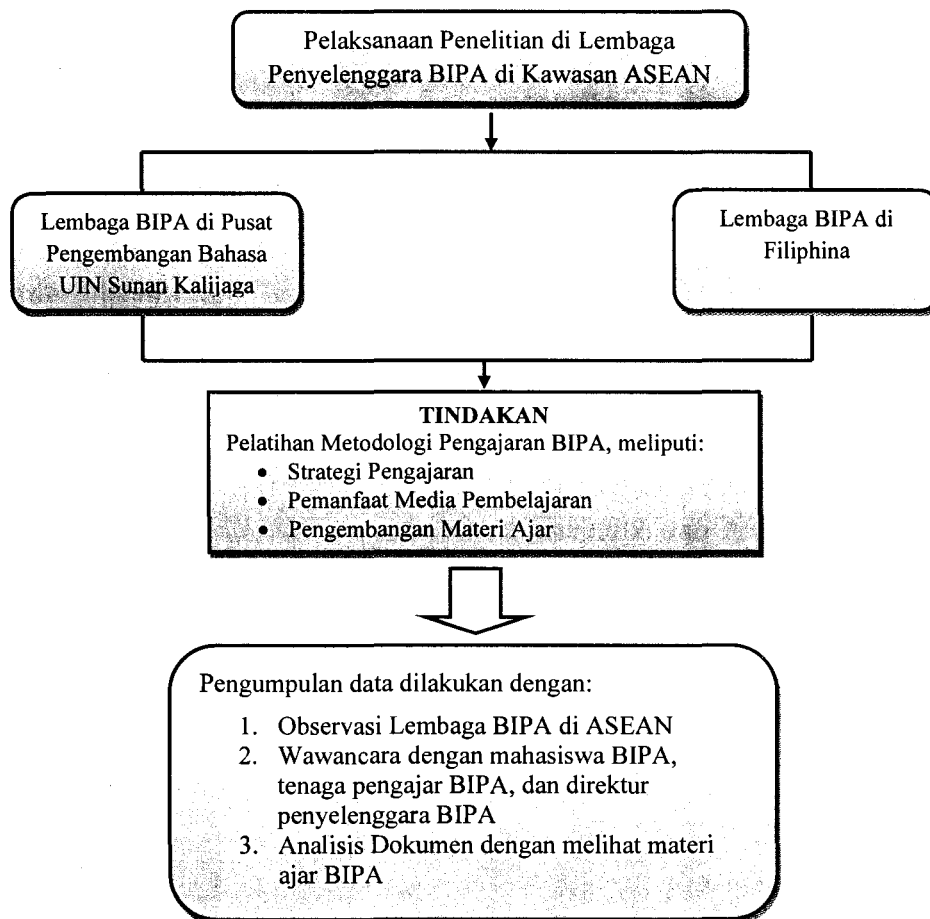 Pelaksanaan Penelitian di Lembaga
Penyelenggara BIPA di Kawasan ASEAN
Lembaga BIPA di Pusat
Pengembangan Bahasa
UIN Sunan Kalijaga
Lembaga BIPA di
Filiphina
TINDAKAN
Pelatihan Metodologi Pengajaran BIPA, meliputi:
• Strategi Pengajaran
• Pemanfaat Media Pembelajaran
• Pengembangan Materi Ajar
Pengumpulan data dilakukan dengan:
1. Observasi Lembaga BIPA di ASEAN
2. Wawancara dengan mahasiswa BIPA,
tenaga pengajar BIPA, dan direktur
penyelenggara BIPA
3. Analisis Dokumen dengan melihat materi
ajar BIPA